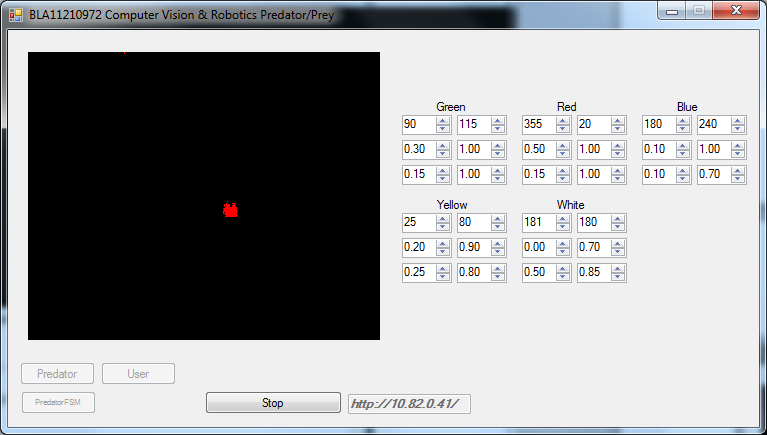 BLA11210972 Computer Vision & Robotics Predator/Prey
Green Red Blue
90 115 355 20 180 240
0.30 1.00 0.50 1.00 0.10 1.00
0.15 1.00 0.15 1.00 0.10 0.70
Yellow White
25 80 181 180
0.20 0.90 0.00 0.70
0.25 0.80 0.50 0.85
Predator User
PredatorFSM Stop http://10.82.0.41/